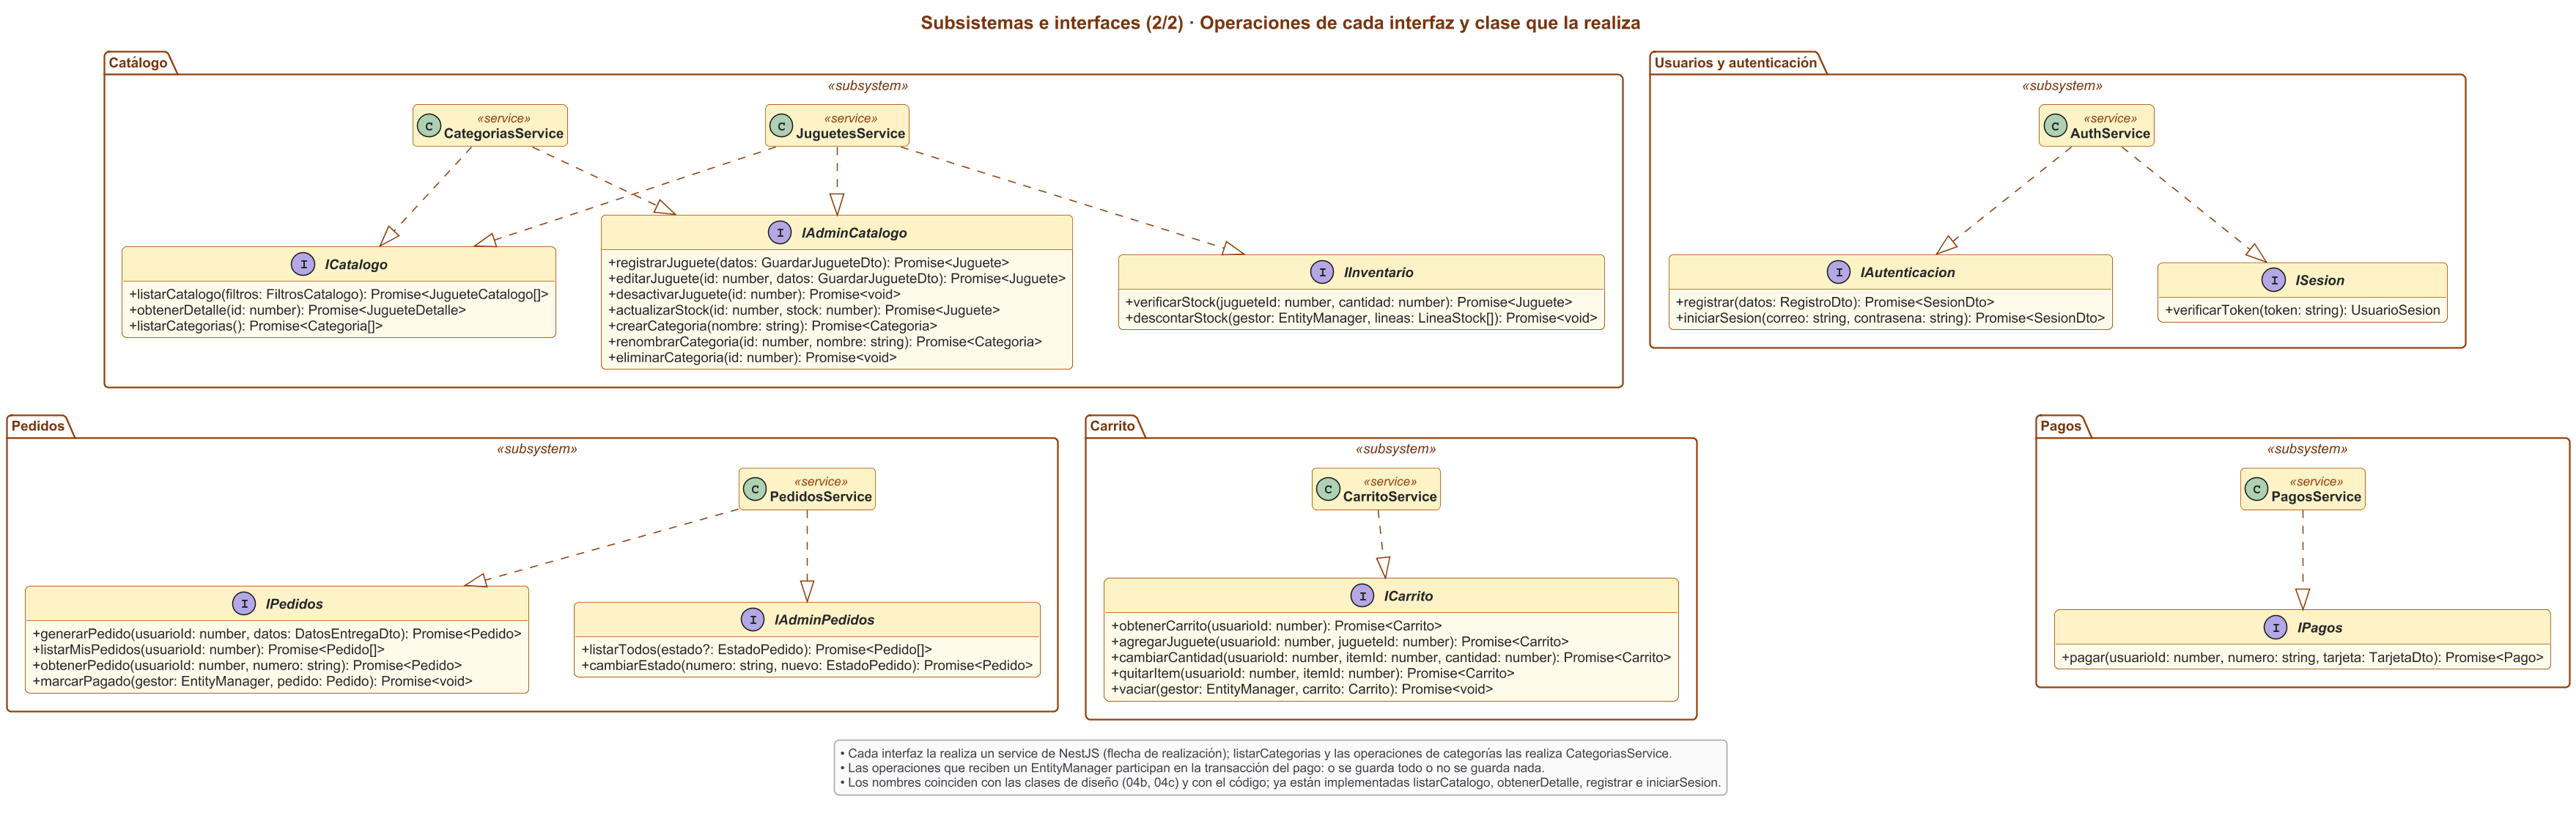 Subsistemas e interfaces (2/2) · Operaciones de cada interfaz y clase que la realiza
Catálogo
«subsystem»
C
«service»
CategoriasService
C
«service»
JuguetesService
I
ICatalogo
+listarCatalogo(filtros: FiltrosCatalogo): Promise<JugueteCatalogo[]>
+obtenerDetalle(id: number): Promise<JugueteDetalle>
+listarCategorias(): Promise<Categoria[]>
I
IAdminCatalogo
+registrarJuguete(datos: GuardarJugueteDto): Promise<Juguete>
+editarJuguete(id: number, datos: GuardarJugueteDto): Promise<Juguete>
+desactivarJuguete(id: number): Promise<void>
+actualizarStock(id: number, stock: number): Promise<Juguete>
+crearCategoria(nombre: string): Promise<Categoria>
+renombrarCategoria(id: number, nombre: string): Promise<Categoria>
+eliminarCategoria(id: number): Promise<void>
I
IInventario
+verificarStock(jugueteId: number, cantidad: number): Promise<Juguete>
+descontarStock(gestor: EntityManager, lineas: LineaStock[]): Promise<void>
Usuarios y autenticación
«subsystem»
C
«service»
AuthService
I
IAutenticacion
+registrar(datos: RegistroDto): Promise<SesionDto>
+iniciarSesion(correo: string, contrasena: string): Promise<SesionDto>
I
ISesion
+verificarToken(token: string): UsuarioSesion
Pedidos
«subsystem»
C
«service»
PedidosService
I
IPedidos
+generarPedido(usuarioId: number, datos: DatosEntregaDto): Promise<Pedido>
+listarMisPedidos(usuarioId: number): Promise<Pedido[]>
+obtenerPedido(usuarioId: number, numero: string): Promise<Pedido>
+marcarPagado(gestor: EntityManager, pedido: Pedido): Promise<void>
I
IAdminPedidos
+listarTodos(estado?: EstadoPedido): Promise<Pedido[]>
+cambiarEstado(numero: string, nuevo: EstadoPedido): Promise<Pedido>
Carrito
«subsystem»
C
«service»
CarritoService
I
ICarrito
+obtenerCarrito(usuarioId: number): Promise<Carrito>
+agregarJuguete(usuarioId: number, jugueteId: number): Promise<Carrito>
+cambiarCantidad(usuarioId: number, itemId: number, cantidad: number): Promise<Carrito>
+quitarItem(usuarioId: number, itemId: number): Promise<Carrito>
+vaciar(gestor: EntityManager, carrito: Carrito): Promise<void>
Pagos
«subsystem»
C
«service»
PagosService
I
IPagos
+pagar(usuarioId: number, numero: string, tarjeta: TarjetaDto): Promise<Pago>
• Cada interfaz la realiza un service de NestJS (flecha de realización); listarCategorias y las operaciones de categorías las realiza CategoriasService.
• Las operaciones que reciben un EntityManager participan en la transacción del pago: o se guarda todo o no se guarda nada.
• Los nombres coinciden con las clases de diseño (04b, 04c) y con el código; ya están implementadas listarCatalogo, obtenerDetalle, registrar e iniciarSesion.